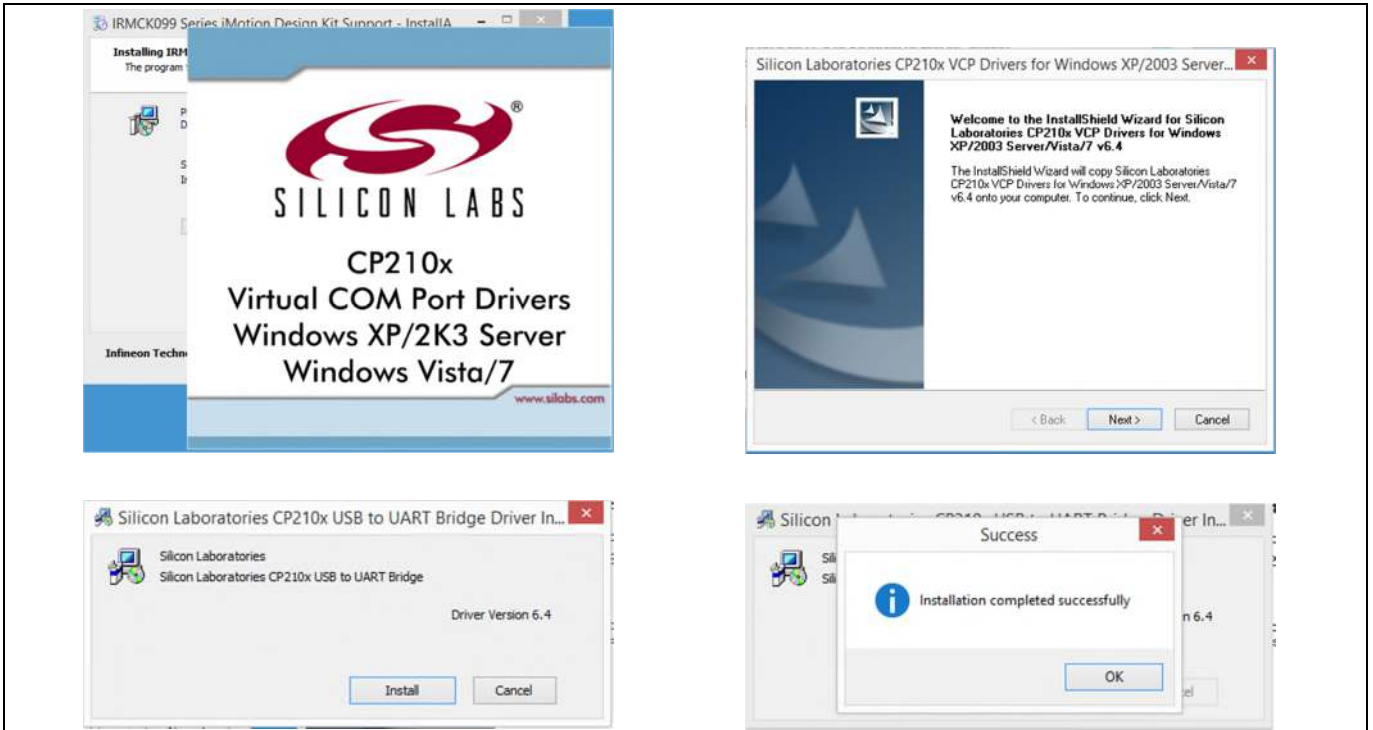 IRMCK099 Series iMotion Design Kit Support - InstallA
Installing IRM
The program
P
D
S
In
Infineon Techn
®
SILICON LABS
CP210x
Virtual COM Port Drivers
Windows XP/2K3 Server
Windows Vista/7
www.silabs.com
Silicon Laboratories CP210x VCP Drivers for Windows XP/2003 Server...
Welcome to the InstallShield Wizard for Silicon
Laboratories CP210x VCP Drivers for Windows
XP/2003 Server/Vista/7 v6.4
The InstallShield Wizard will copy Silicon Laboratories
CP210x VCP Drivers for Windows XP/2003 Server/Vista/7
v6.4 onto your computer. To continue, click Next.
< Back Next > Cancel
Silicon Laboratories CP210x USB to UART Bridge Driver In...
Silicon Laboratories
Silicon Laboratories CP210x USB to UART Bridge
Driver Version 6.4
Install Cancel
Silicon er In...
Success
Sili
Sili
Installation completed successfully
n 6.4
OK
el